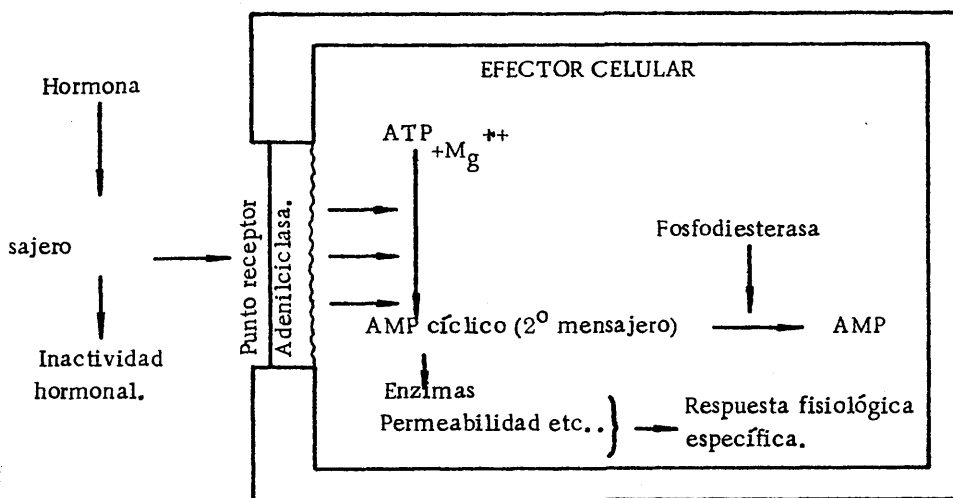 EFECTOR CELULAR
Hormona
ATP +Mg++
sajero
Punto receptor
Adenilciclasa.
Fosfodiesterasa
AMP cíclico (2º mensajero)
AMP
Inactividad
hormonal.
Enzimas
Permeabilidad etc..
Respuesta fisiológica
específica.